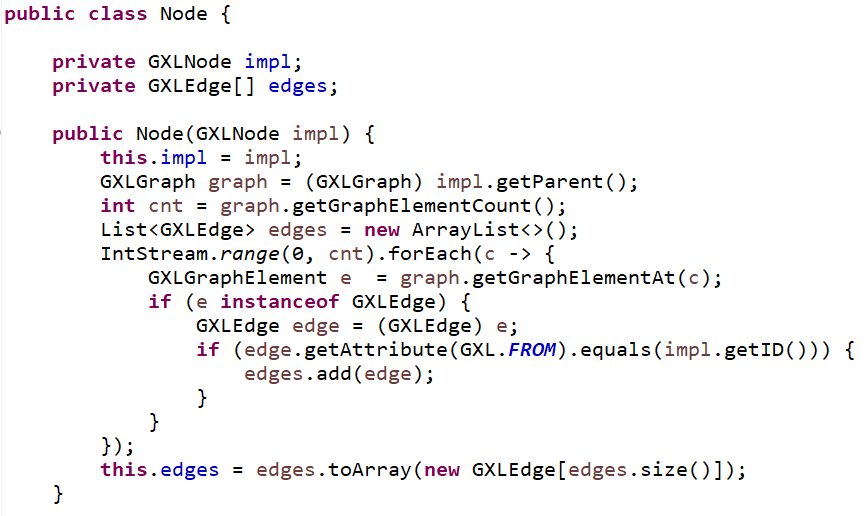 public class Node {
private GXLNode impl;
private GXLEdge[] edges;
public Node(GXLNode impl) {
this.impl = impl;
GXLGraph graph = (GXLGraph) impl.getParent();
int cnt = graph.getGraphElementCount();
List<GXLEdge> edges = new ArrayList<>();
IntStream.range(0, cnt).forEach(c -> {
GXLGraphElement e  = graph.getGraphElementAt(c);
if (e instanceof GXLEdge) {
GXLEdge edge = (GXLEdge) e;
if (edge.getAttribute(GXL.FROM).equals(impl.getID())) {
edges.add(edge);
}
}
});
this.edges = edges.toArray(new GXLEdge[edges.size()]);
}